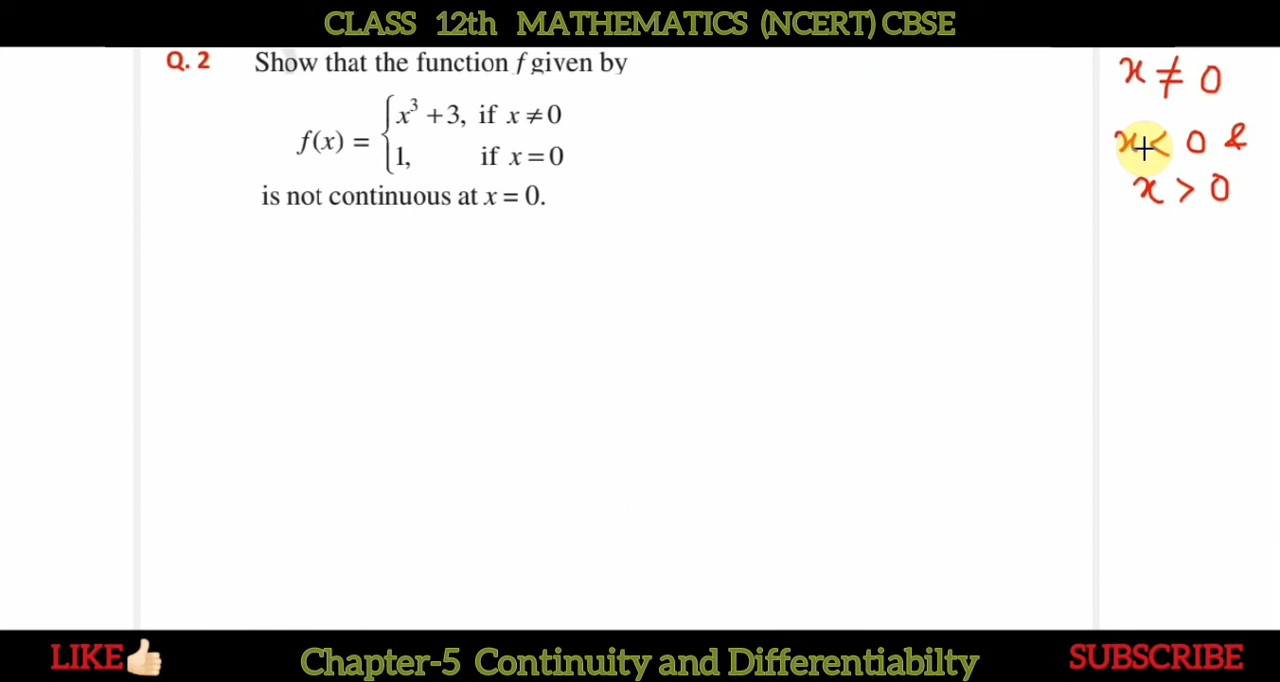 CLASS 12th MATHEMATICS (NCERT) CBSE
Q. 2 Show that the function f given by
f(x) = { x³ + 3, if x ≠ 0
1, if x = 0
is not continuous at x = 0.
x ≠ 0
x < 0 &
x > 0
LIKE Chapter-5 Continuity and Differentiabilty SUBSCRIBE